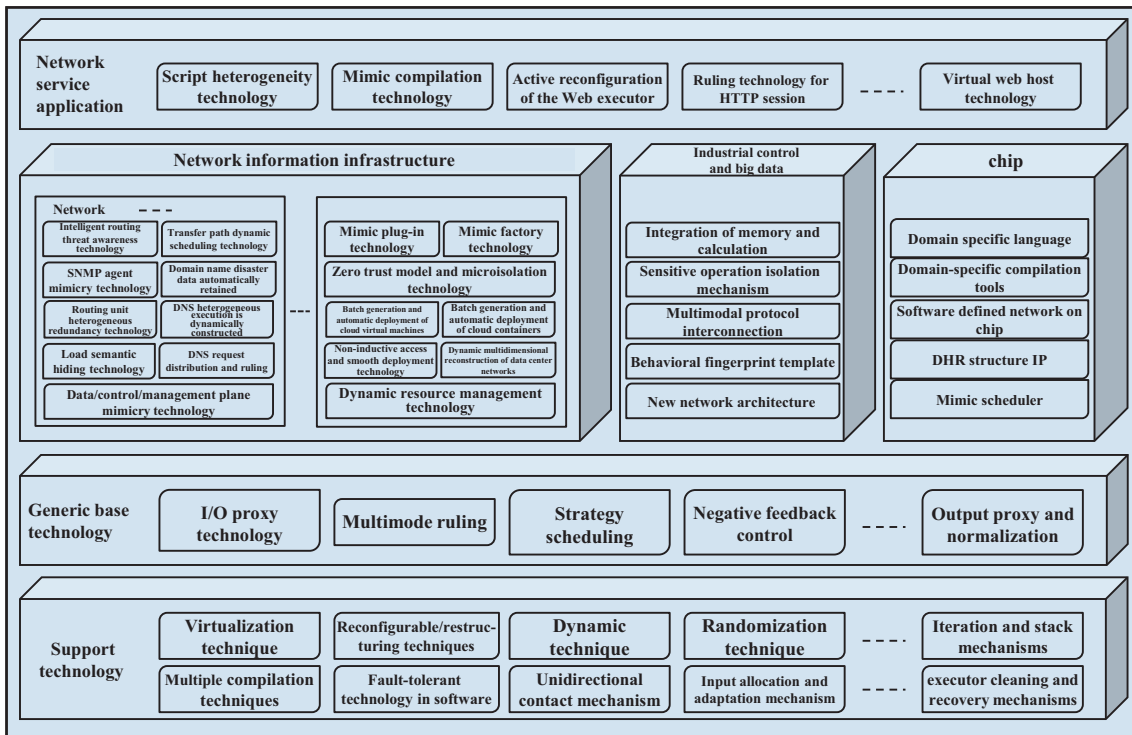 Network
service
application
Script heterogeneity
technology
Mimic compilation
technology
Active reconfiguration
of the Web executor
Ruling technology for
HTTP session
Virtual web host
technology
Network information infrastructure
Network
Intelligent routing
threat awareness
technology
Transfer path dynamic
scheduling technology
SNMP agent
mimicry technology
Domain name disaster
data automatically
retained
Routing unit
heterogeneous
redundancy technology
DNS heterogeneous
execution is
dynamically
constructed
Load semantic
hiding technology
DNS request
distribution and ruling
Data/control/management plane
mimicry technology
Mimic plug-in
technology
Mimic factory
technology
Zero trust model and microisolation
technology
Batch generation and
automatic deployment of
cloud virtual machines
Batch generation and
automatic deployment
of cloud containers
Non-inductive access
and smooth deployment
technology
Dynamic multidimensional
reconstruction of data center
networks
Dynamic resource management
technology
Industrial control
and big data
Integration of memory and
calculation
Sensitive operation isolation
mechanism
Multimodal protocol
interconnection
Behavioral fingerprint template
New network architecture
chip
Domain specific language
Domain-specific compilation
tools
Software defined network on
chip
DHR structure IP
Mimic scheduler
Generic base
technology
I/O proxy
technology
Multimode ruling
Strategy
scheduling
Negative feedback
control
Output proxy and
normalization
Support
technology
Virtualization
technique
Reconfigurable/restruc-
turing techniques
Dynamic
technique
Randomization
technique
Iteration and stack
mechanisms
Multiple compilation
techniques
Fault-tolerant
technology in software
Unidirectional
contact mechanism
Input allocation and
adaptation mechanism
executor cleaning and
recovery mechanisms